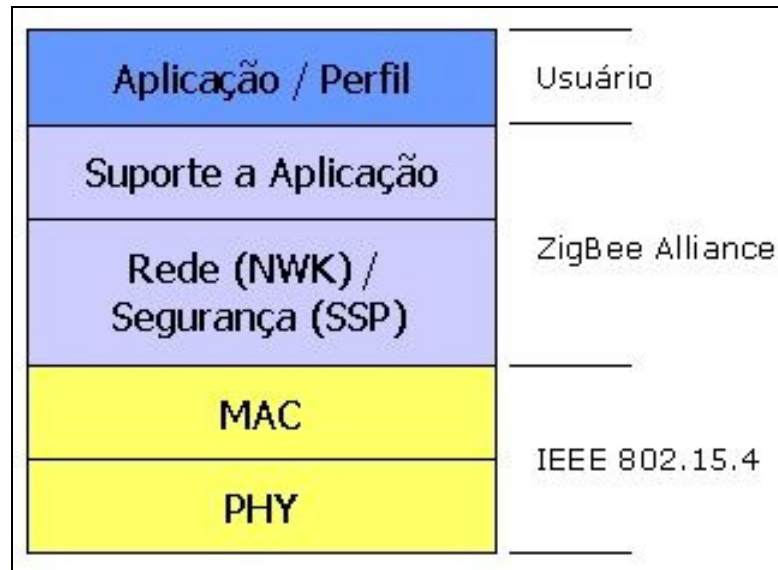 Aplicação / Perfil
Usuário
Suporte a Aplicação
ZigBee Alliance
Rede (NWK) /
Segurança (SSP)
MAC
IEEE 802.15.4
PHY